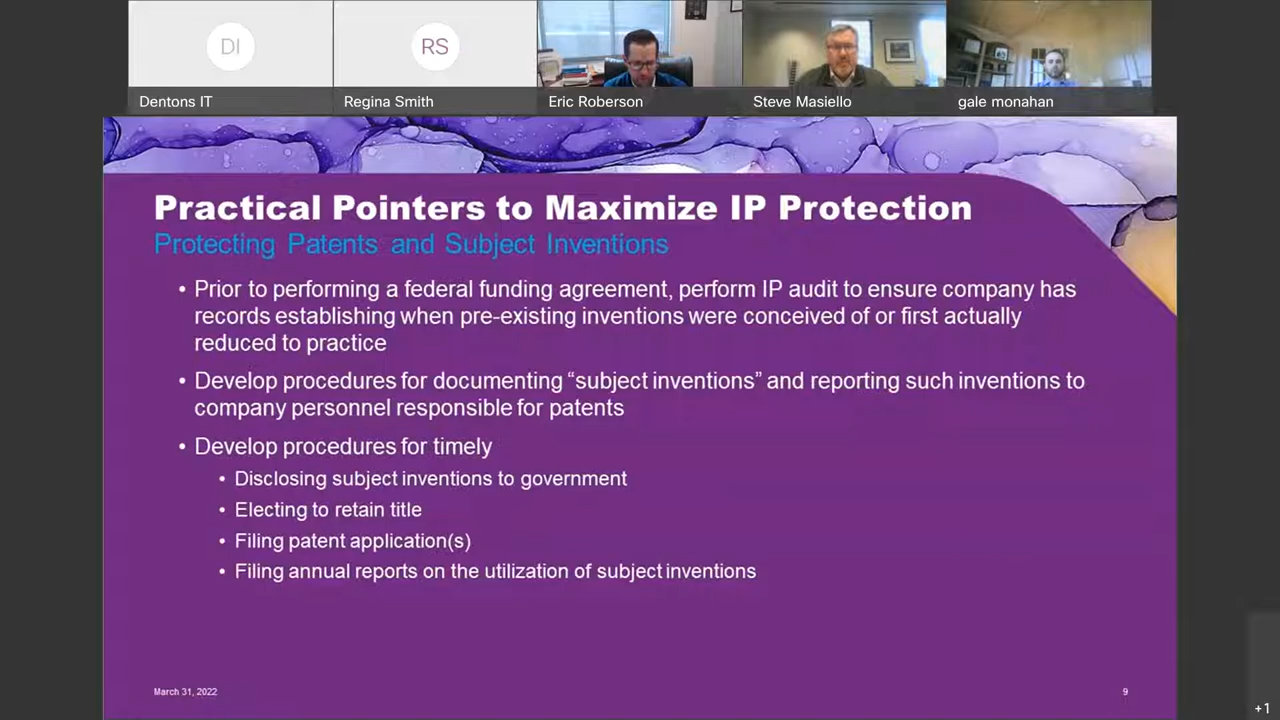 DI
RS
Dentons IT
Regina Smith
Eric Roberson
Steve Masiello
gale monahan
Practical Pointers to Maximize IP Protection
Protecting Patents and Subject Inventions
• Prior to performing a federal funding agreement, perform IP audit to ensure company has
records establishing when pre-existing inventions were conceived of or first actually
reduced to practice
• Develop procedures for documenting “subject inventions” and reporting such inventions to
company personnel responsible for patents
• Develop procedures for timely
• Disclosing subject inventions to government
• Electing to retain title
• Filing patent application(s)
• Filing annual reports on the utilization of subject inventions
March 31, 2022
9
+1